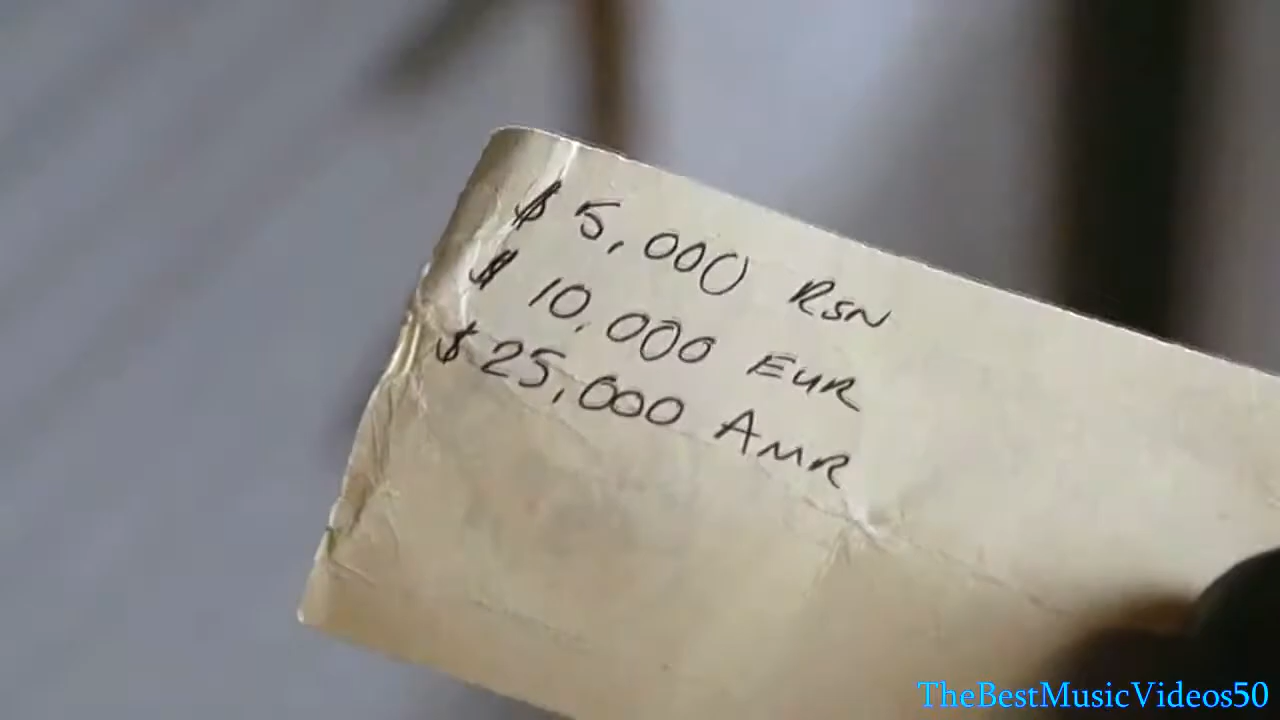 $ 5,000 RSN
$ 10,000 EUR
$ 25,000 AMR
TheBestMusicVideos50